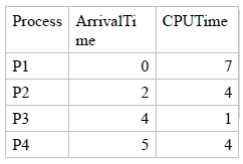 Process ArrivalTi CPUTime
me
P1 0 7
P2 2 4
P3 4 1
P4 5 4